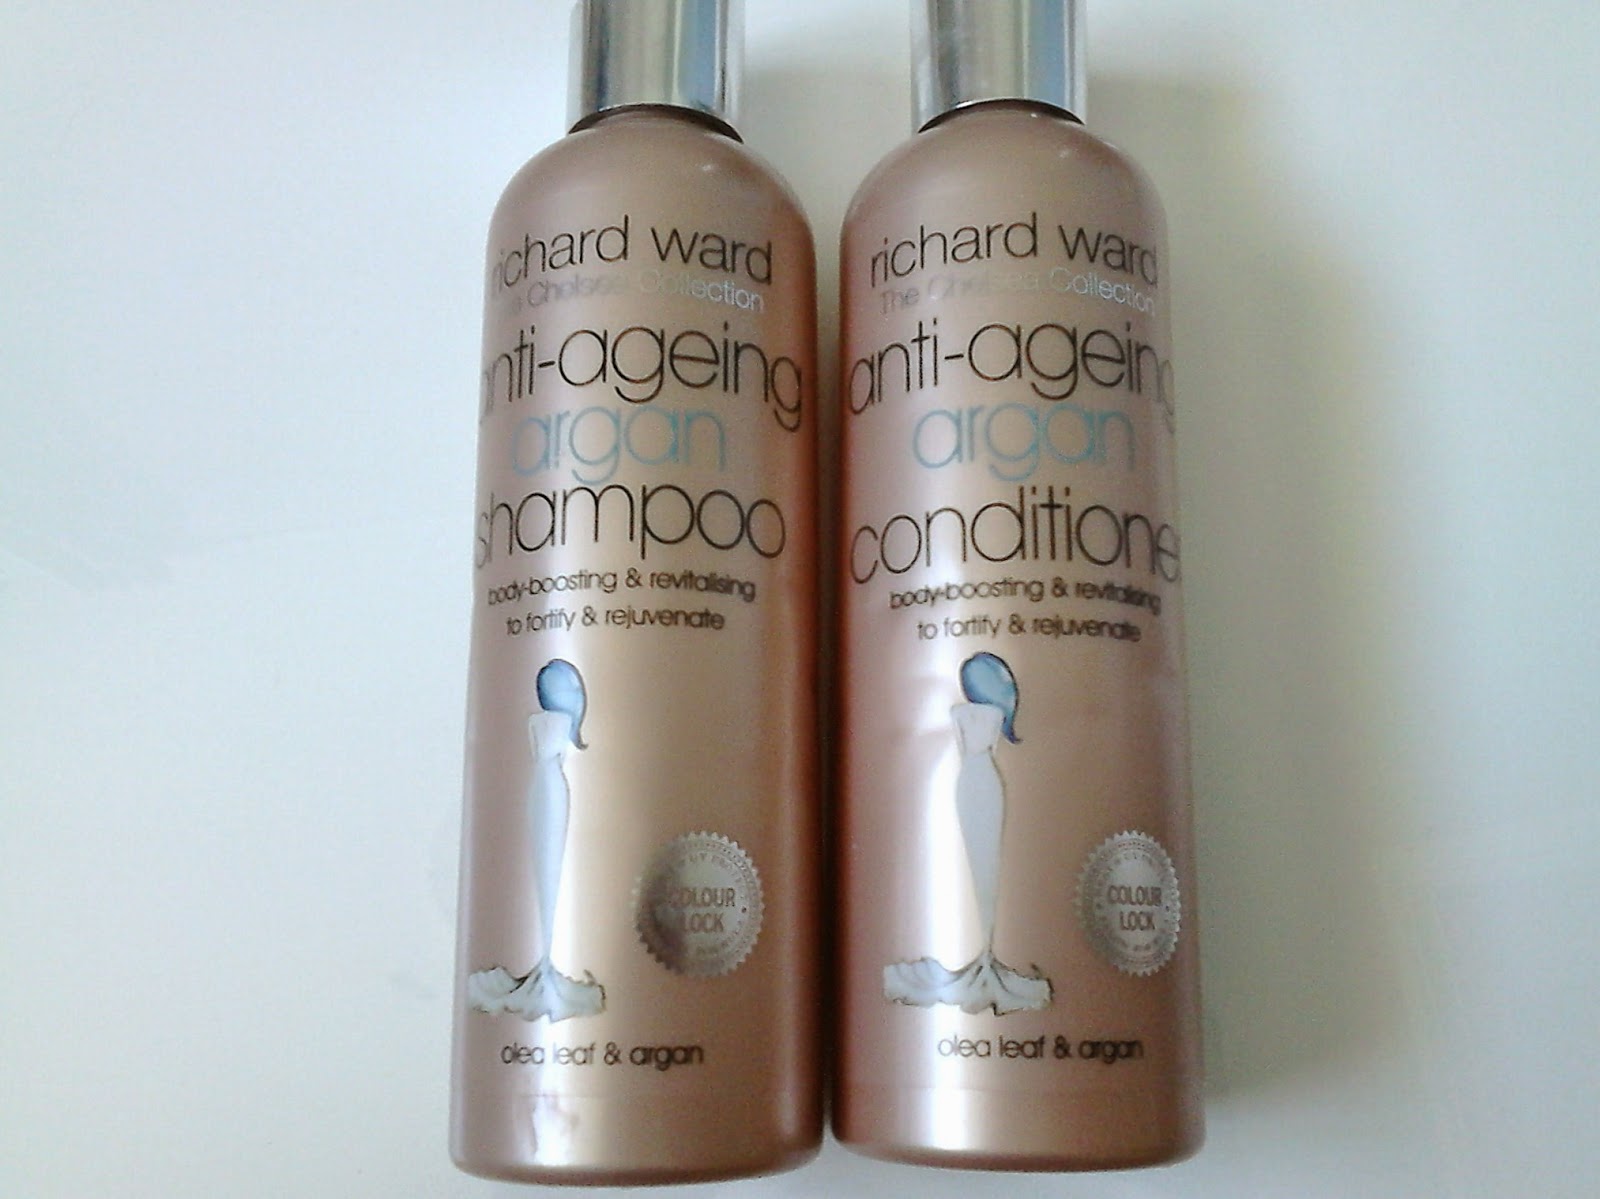 richard ward
The Chelsea Collection
anti-ageing
argan
shampoo
body-boosting & revitalising
to fortify & rejuvenate
COLOUR
LOCK
olea leaf & argan
richard ward
The Chelsea Collection
anti-ageing
argan
conditioner
body-boosting & revitalising
to fortify & rejuvenate
COLOUR
LOCK
olea leaf & argan